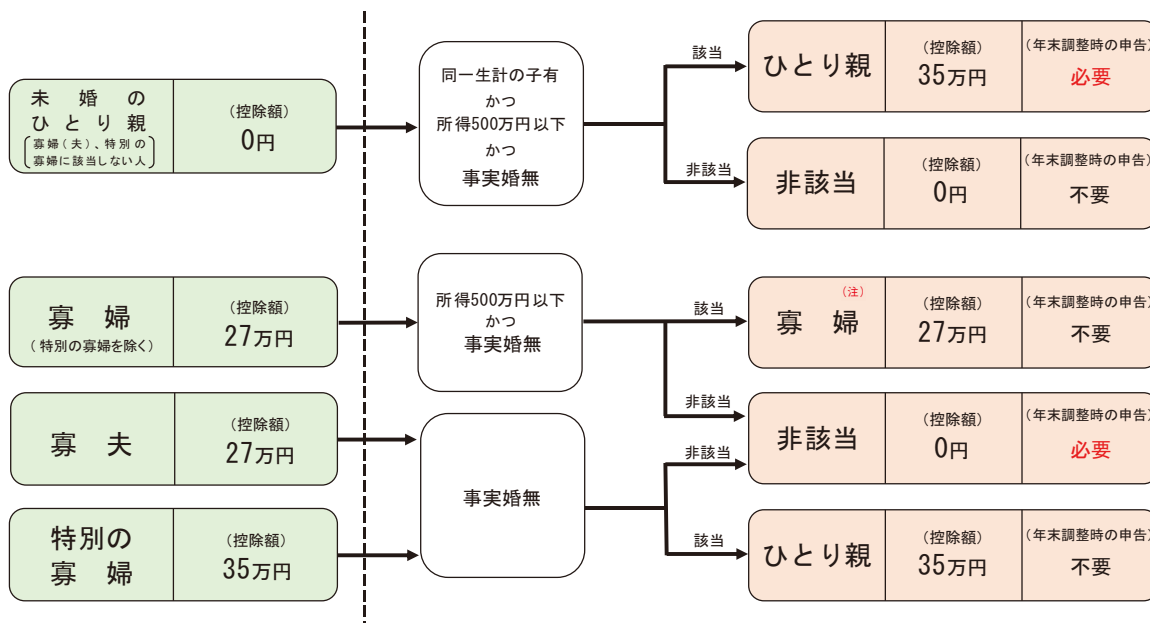 未婚の
ひとり親
寡婦(夫)、特別の
寡婦に該当しない人
(控除額)
0円
同一生計の子有
かつ
所得500万円以下
かつ
事実婚無
該当
ひとり親
(控除額)
35万円
(年末調整時の申告)
必要
非該当
非該当
(控除額)
0円
(年末調整時の申告)
不要
寡婦
(特別の寡婦を除く)
(控除額)
27万円
所得500万円以下
かつ
事実婚無
該当
(注)
寡婦
(控除額)
27万円
(年末調整時の申告)
不要
寡夫
(控除額)
27万円
非該当
非該当
非該当
(控除額)
0円
(年末調整時の申告)
必要
特別の
寡婦
(控除額)
35万円
事実婚無
該当
ひとり親
(控除額)
35万円
(年末調整時の申告)
不要